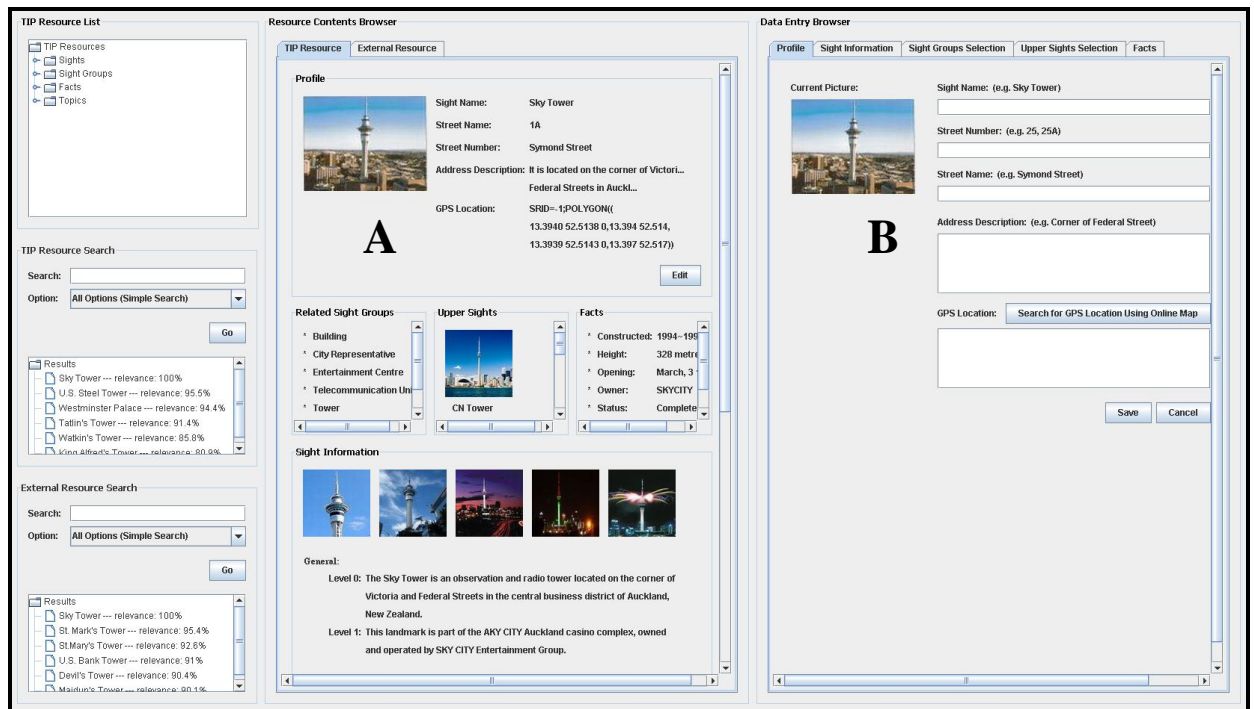 TIP Resource List
TIP Resources
Sights
Sight Groups
Facts
Topics
TIP Resource Search
Search:
Option: All Options (Simple Search)
Go
Results
Sky Tower --- relevance: 100%
U.S. Steel Tower --- relevance: 95.5%
Westminster Palace --- relevance: 94.4%
Tatlin's Tower --- relevance: 91.4%
Watkin's Tower --- relevance: 85.8%
King Alfred's Tower --- relevance: 80.9%
External Resource Search
Search:
Option: All Options (Simple Search)
Go
Results
Sky Tower --- relevance: 100%
St. Mark's Tower --- relevance: 95.4%
St.Mary's Tower --- relevance: 92.6%
U.S. Bank Tower --- relevance: 91%
Devil's Tower --- relevance: 90.4%
Maidun's Tower --- relevance: 90.1%
Resource Contents Browser
TIP Resource External Resource
Profile
Sight Name: Sky Tower
Street Name: 1A
Street Number: Symond Street
Address Description: It is located on the corner of Victori...
Federal Streets in Auckl...
GPS Location: SRID=-1;POLYGON((
13.3940 52.5138 0,13.394 52.514,
13.3939 52.5143 0,13.397 52.517))
A
Edit
Related Sight Groups
* Building
* City Representative
* Entertainment Centre
* Telecommunication Uni
* Tower
Upper Sights
CN Tower
Facts
* Constructed: 1994~199
* Height: 328 metre
* Opening: March, 3
* Owner: SKYCITY
* Status: Complete
Sight Information
General:
Level 0: The Sky Tower is an observation and radio tower located on the corner of
Victoria and Federal Streets in the central business district of Auckland,
New Zealand.
Level 1: This landmark is part of the AKY CITY Auckland casino complex, owned
and operated by SKY CITY Entertainment Group.
Data Entry Browser
Profile Sight Information Sight Groups Selection Upper Sights Selection Facts
Current Picture:
B
Sight Name: (e.g. Sky Tower)
Street Number: (e.g. 25, 25A)
Street Name: (e.g. Symond Street)
Address Description: (e.g. Corner of Federal Street)
GPS Location: Search for GPS Location Using Online Map
Save Cancel